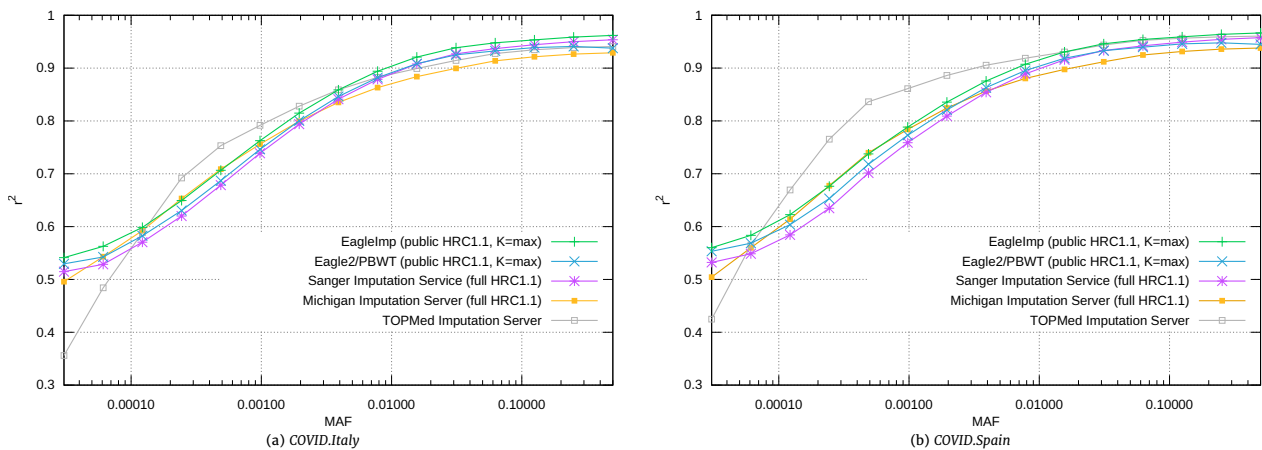 1
0.9
0.8
0.7
0.6
0.5
0.4
0.3
r2
EagleImp (public HRC1.1, K=max)
Eagle2/PBWT (public HRC1.1, K=max)
Sanger Imputation Service (full HRC1.1)
Michigan Imputation Server (full HRC1.1)
TOPMed Imputation Server
0.00010 0.00100 0.01000 0.10000
MAF
(a) COVID.Italy
1
0.9
0.8
0.7
0.6
0.5
0.4
0.3
r2
EagleImp (public HRC1.1, K=max)
Eagle2/PBWT (public HRC1.1, K=max)
Sanger Imputation Service (full HRC1.1)
Michigan Imputation Server (full HRC1.1)
TOPMed Imputation Server
0.00010 0.00100 0.01000 0.10000
MAF
(b) COVID.Spain